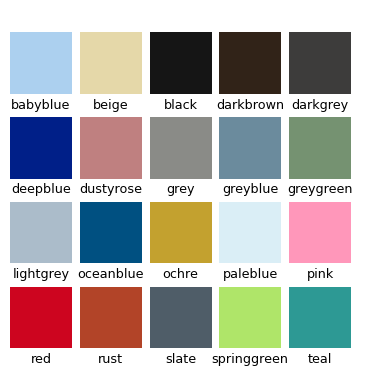 babyblue beige black darkbrown darkgrey
deepblue dustyrose grey greyblue greygreen
lightgrey oceanblue ochre paleblue pink
red rust slate springgreen teal